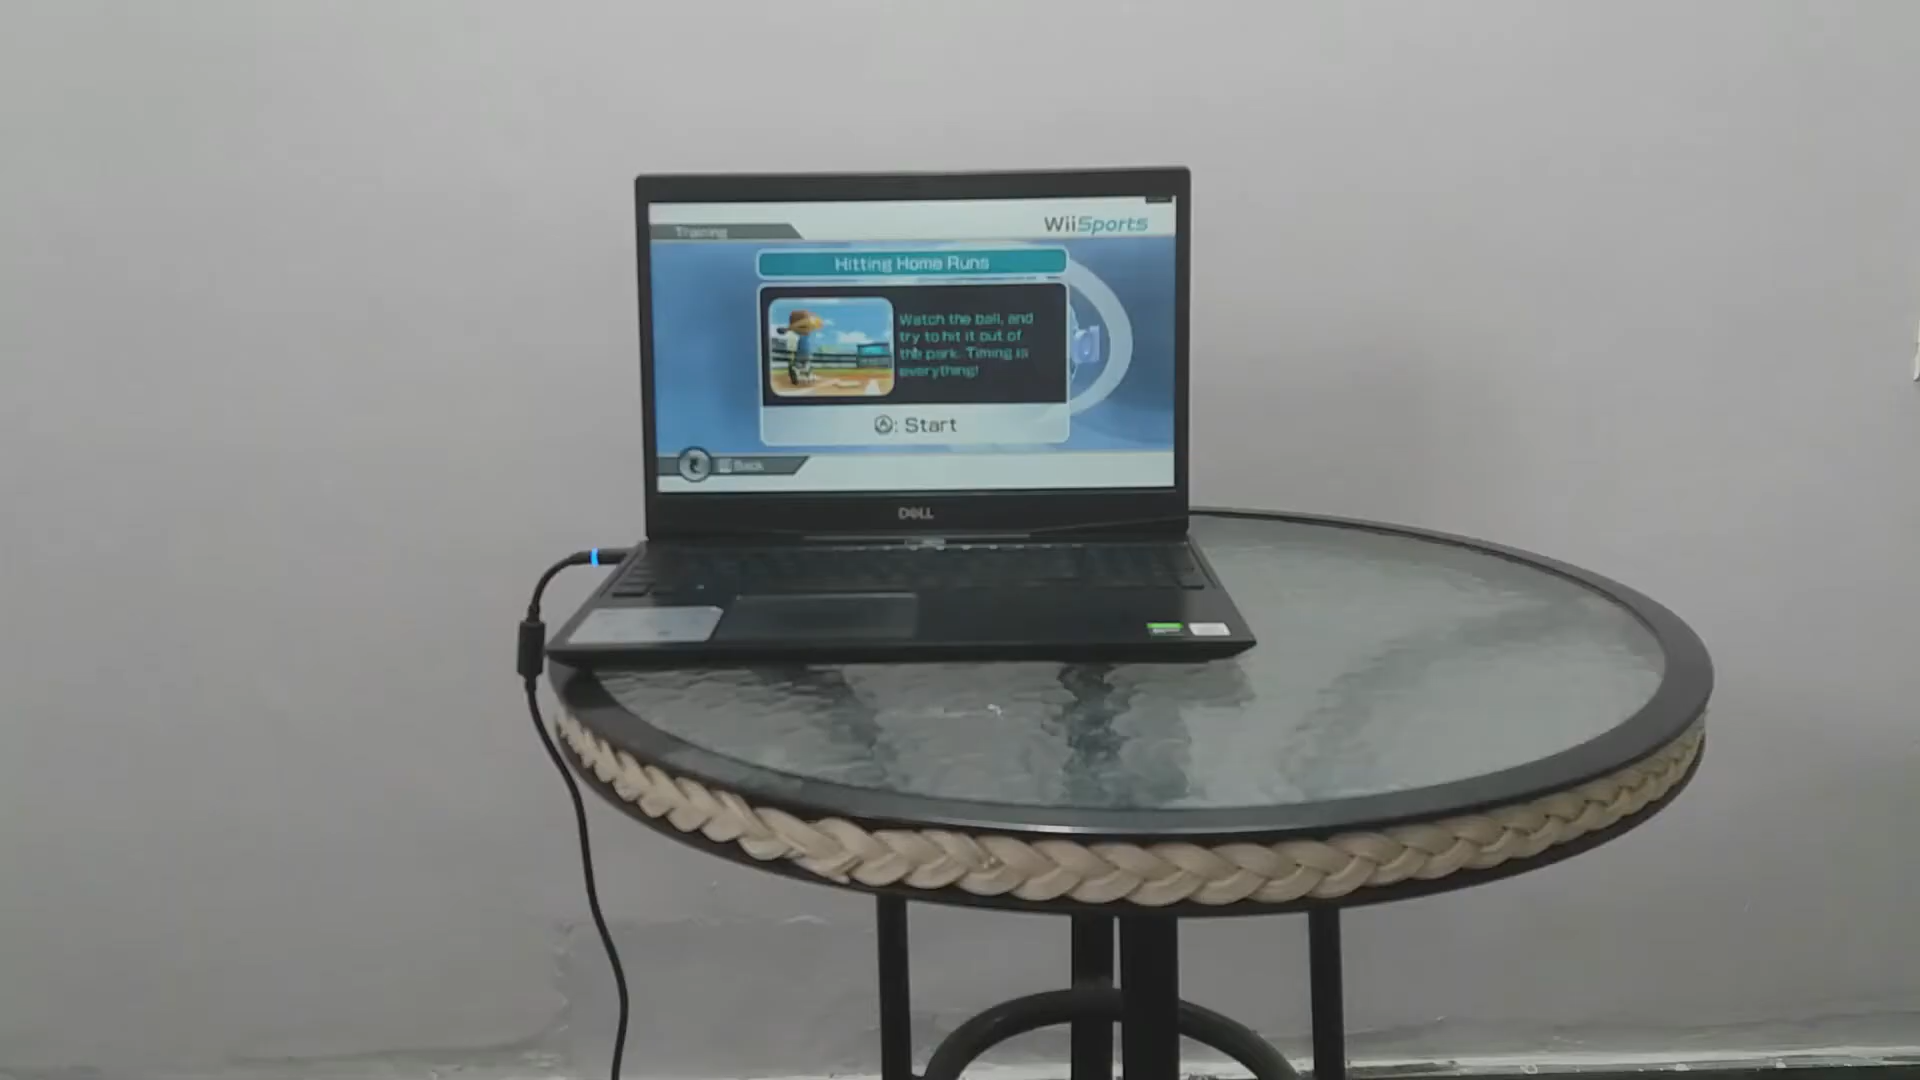 Training
WiiSports
Hitting Home Runs
Watch the ball, and
try to hit it out of
the park. Timing is
everything!
Ⓐ: Start
Back
DELL